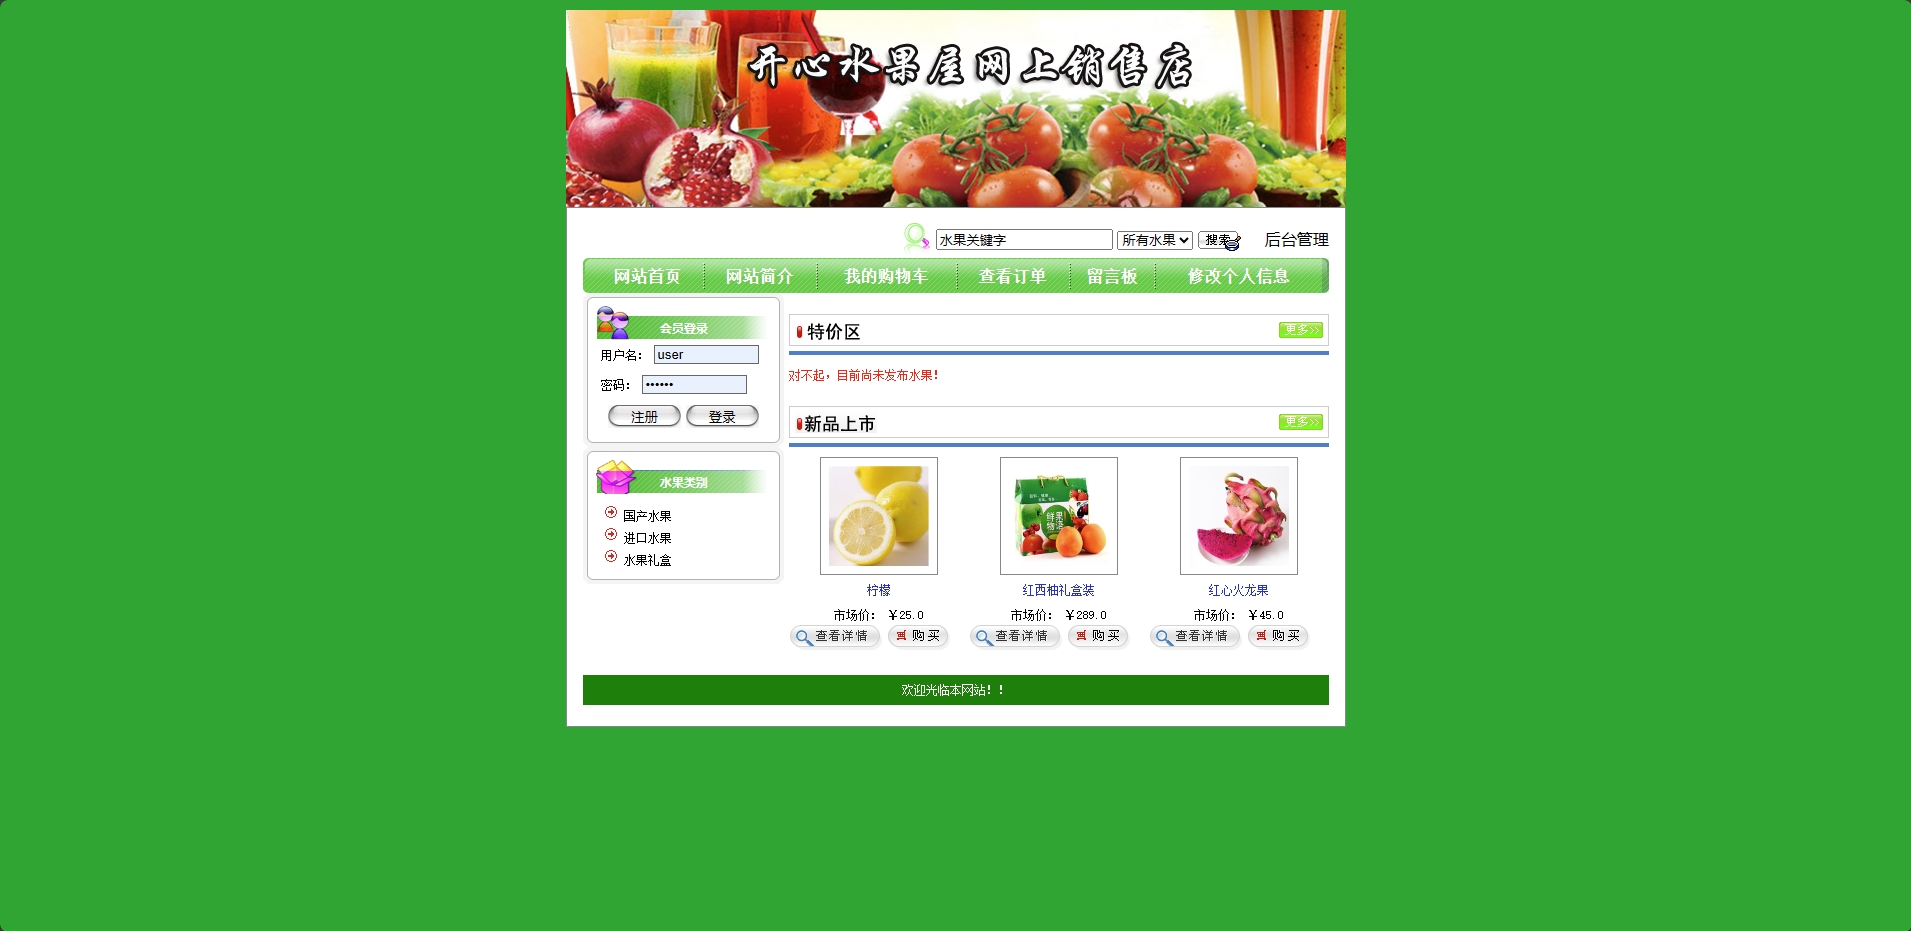 开心水果屋网上销售店
水果关键字 所有水果 搜索 后台管理
网站首页 网站简介 我的购物车 查看订单 留言板 修改个人信息
会员登录
用户名： user
密码： ••••••
注册 登录
水果类别
国产水果
进口水果
水果礼盒
特价区 更多>>
对不起，目前尚未发布水果！
新品上市 更多>>
柠檬 红西柚礼盒装 红心火龙果
市场价： ￥25.0 市场价： ￥289.0 市场价： ￥45.0
查看详情 购买 查看详情 购买 查看详情 购买
欢迎光临本网站！！